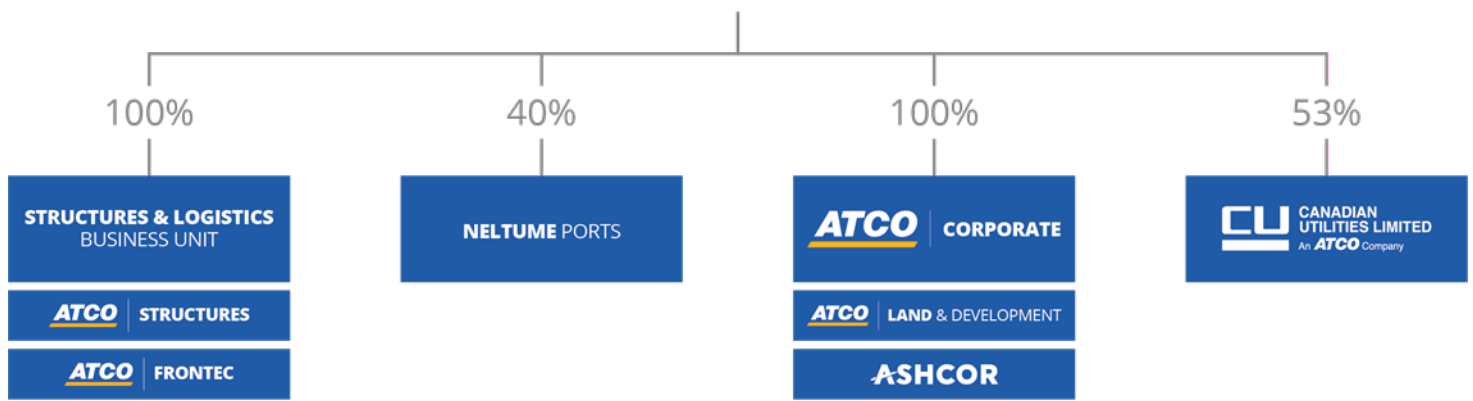 100%
40%
100%
53%
STRUCTURES & LOGISTICS
BUSINESS UNIT
NELTUME PORTS
ATCO CORPORATE
CU CANADIAN
UTILITIES LIMITED
An ATCO Company
ATCO STRUCTURES
ATCO LAND & DEVELOPMENT
ATCO FRONTEC
ASHCOR